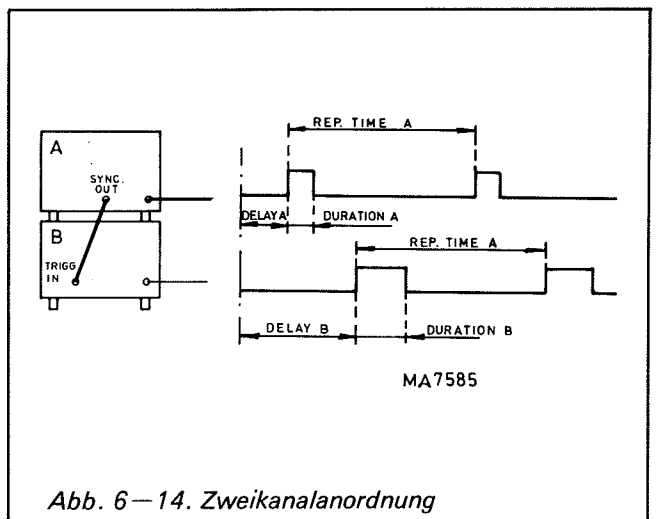 A
SYNC.
OUT
B
TRIGG
IN
REP. TIME A
DELAY A
DURATION A
REP. TIME A
DELAY B
DURATION B
MA7585
Abb. 6—14. Zweikanalanordnung